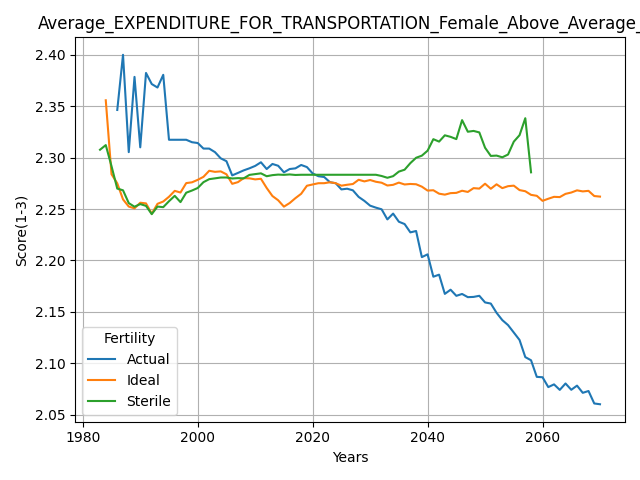 Average_EXPENDITURE_FOR_TRANSPORTATION_Female_Above_Average_
2.40
2.35
2.30
2.25
2.20
2.15
2.10
2.05
Score(1-3)
Fertility
Actual
Ideal
Sterile
1980 2000 2020 2040 2060
Years